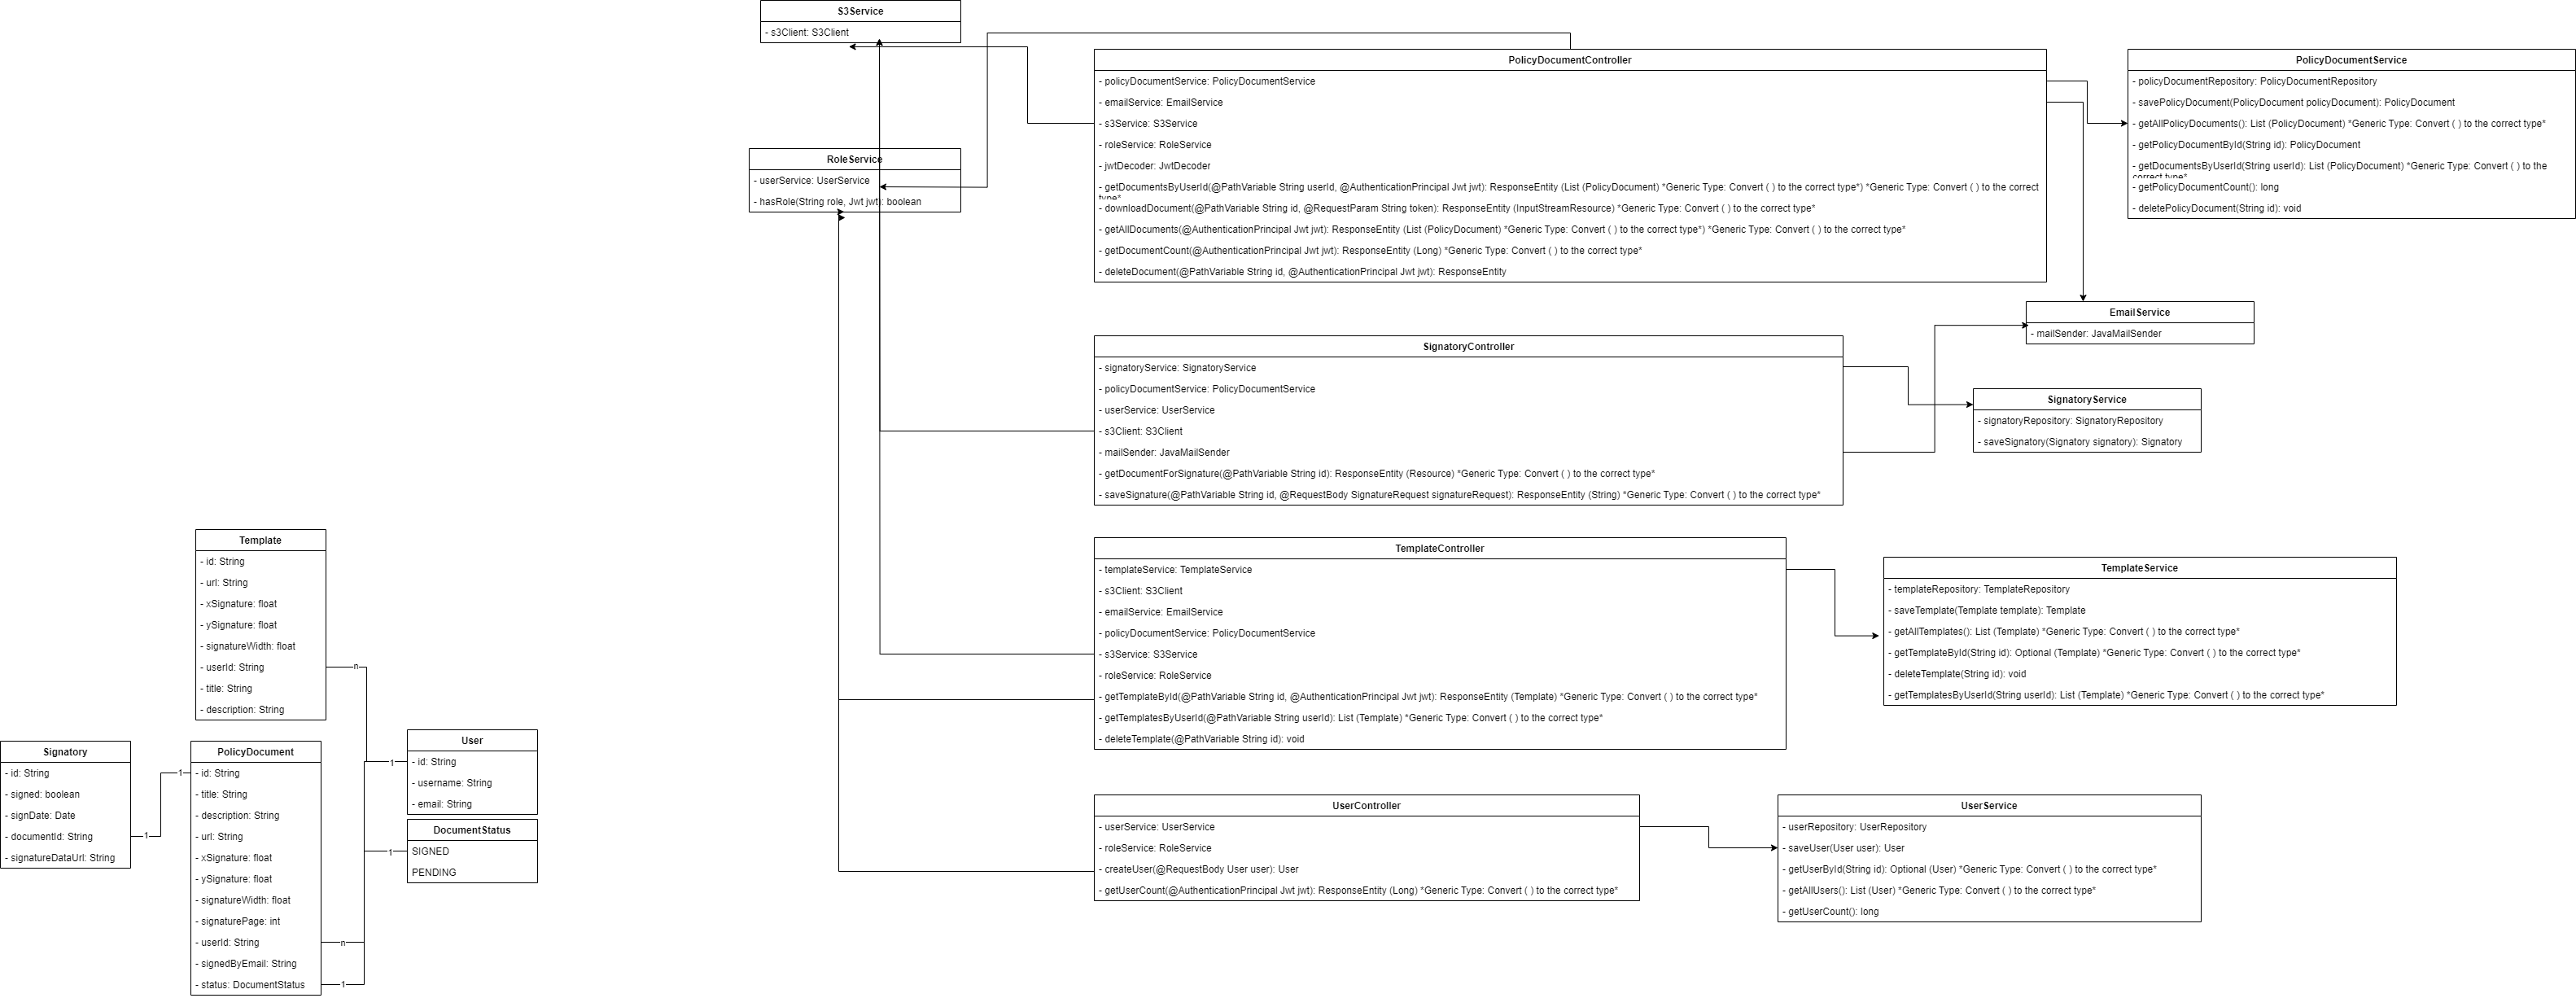 S3Service
- s3Client: S3Client
RoleService
- userService: UserService
- hasRole(String role, Jwt jwt): boolean
PolicyDocumentController
- policyDocumentService: PolicyDocumentService
- emailService: EmailService
- s3Service: S3Service
- roleService: RoleService
- jwtDecoder: JwtDecoder
- getDocumentsByUserId(@PathVariable String userId, @AuthenticationPrincipal Jwt jwt): ResponseEntity (List (PolicyDocument) *Generic Type: Convert ( ) to the correct type*) *Generic Type: Convert ( ) to the correct
type*
- downloadDocument(@PathVariable String id, @RequestParam String token): ResponseEntity (InputStreamResource) *Generic Type: Convert ( ) to the correct type*
- getAllDocuments(@AuthenticationPrincipal Jwt jwt): ResponseEntity (List (PolicyDocument) *Generic Type: Convert ( ) to the correct type*) *Generic Type: Convert ( ) to the correct type*
- getDocumentCount(@AuthenticationPrincipal Jwt jwt): ResponseEntity (Long) *Generic Type: Convert ( ) to the correct type*
- deleteDocument(@PathVariable String id, @AuthenticationPrincipal Jwt jwt): ResponseEntity
PolicyDocumentService
- policyDocumentRepository: PolicyDocumentRepository
- savePolicyDocument(PolicyDocument policyDocument): PolicyDocument
- getAllPolicyDocuments(): List (PolicyDocument) *Generic Type: Convert ( ) to the correct type*
- getPolicyDocumentById(String id): PolicyDocument
- getDocumentsByUserId(String userId): List (PolicyDocument) *Generic Type: Convert ( ) to the
correct type*
- getPolicyDocumentCount(): long
- deletePolicyDocument(String id): void
EmailService
- mailSender: JavaMailSender
SignatoryController
- signatoryService: SignatoryService
- policyDocumentService: PolicyDocumentService
- userService: UserService
- s3Client: S3Client
- mailSender: JavaMailSender
- getDocumentForSignature(@PathVariable String id): ResponseEntity (Resource) *Generic Type: Convert ( ) to the correct type*
- saveSignature(@PathVariable String id, @RequestBody SignatureRequest signatureRequest): ResponseEntity (String) *Generic Type: Convert ( ) to the correct type*
SignatoryService
- signatoryRepository: SignatoryRepository
- saveSignatory(Signatory signatory): Signatory
TemplateController
- templateService: TemplateService
- s3Client: S3Client
- emailService: EmailService
- policyDocumentService: PolicyDocumentService
- s3Service: S3Service
- roleService: RoleService
- getTemplateById(@PathVariable String id, @AuthenticationPrincipal Jwt jwt): ResponseEntity (Template) *Generic Type: Convert ( ) to the correct type*
- getTemplatesByUserId(@PathVariable String userId): List (Template) *Generic Type: Convert ( ) to the correct type*
- deleteTemplate(@PathVariable String id): void
TemplateService
- templateRepository: TemplateRepository
- saveTemplate(Template template): Template
- getAllTemplates(): List (Template) *Generic Type: Convert ( ) to the correct type*
- getTemplateById(String id): Optional (Template) *Generic Type: Convert ( ) to the correct type*
- deleteTemplate(String id): void
- getTemplatesByUserId(String userId): List (Template) *Generic Type: Convert ( ) to the correct type*
UserController
- userService: UserService
- roleService: RoleService
- createUser(@RequestBody User user): User
- getUserCount(@AuthenticationPrincipal Jwt jwt): ResponseEntity (Long) *Generic Type: Convert ( ) to the correct type*
UserService
- userRepository: UserRepository
- saveUser(User user): User
- getUserById(String id): Optional (User) *Generic Type: Convert ( ) to the correct type*
- getAllUsers(): List (User) *Generic Type: Convert ( ) to the correct type*
- getUserCount(): long
Template
- id: String
- url: String
- xSignature: float
- ySignature: float
- signatureWidth: float
- userId: String
- title: String
- description: String
n
Signatory
- id: String
- signed: boolean
- signDate: Date
- documentId: String
- signatureDataUrl: String
1
1
PolicyDocument
- id: String
- title: String
- description: String
- url: String
- xSignature: float
- ySignature: float
- signatureWidth: float
- signaturePage: int
- userId: String
- signedByEmail: String
- status: DocumentStatus
n
1
1
User
- id: String
- username: String
- email: String
1
DocumentStatus
SIGNED
PENDING